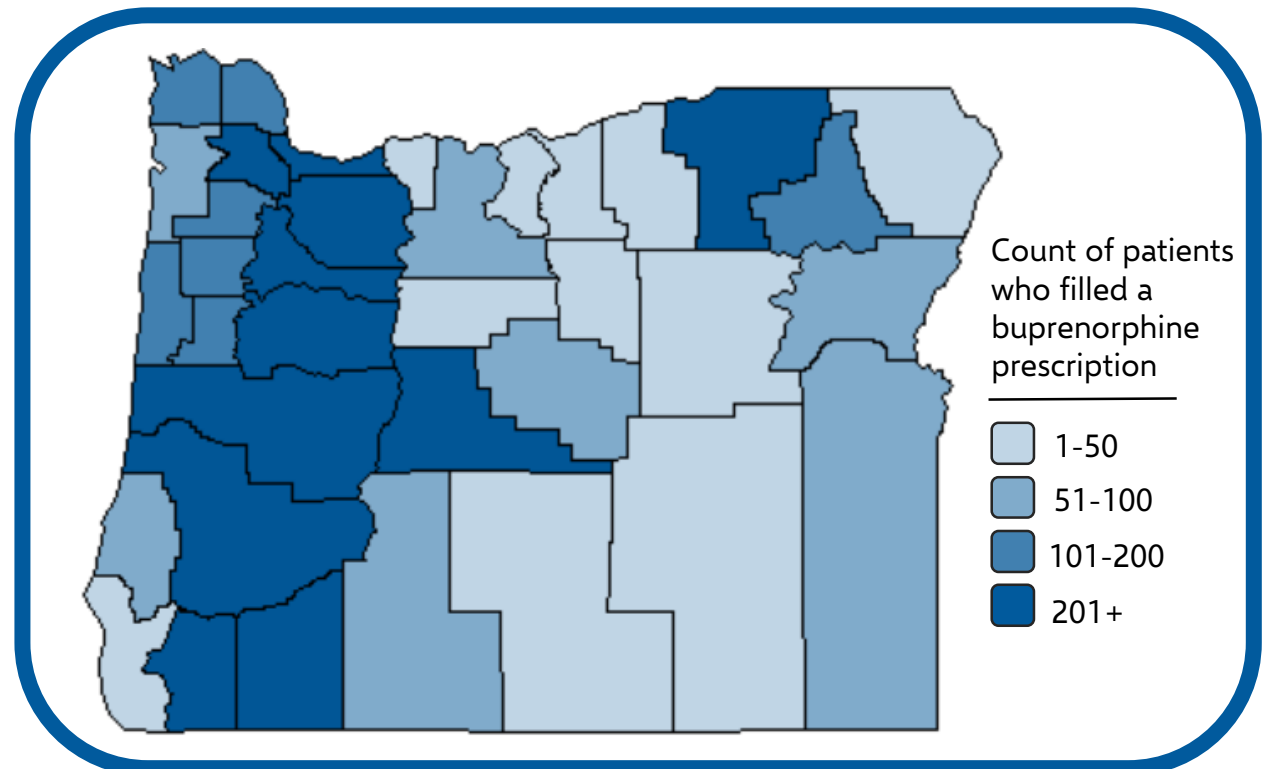 Count of patients
who filled a
buprenorphine
prescription
1-50
51-100
101-200
201+